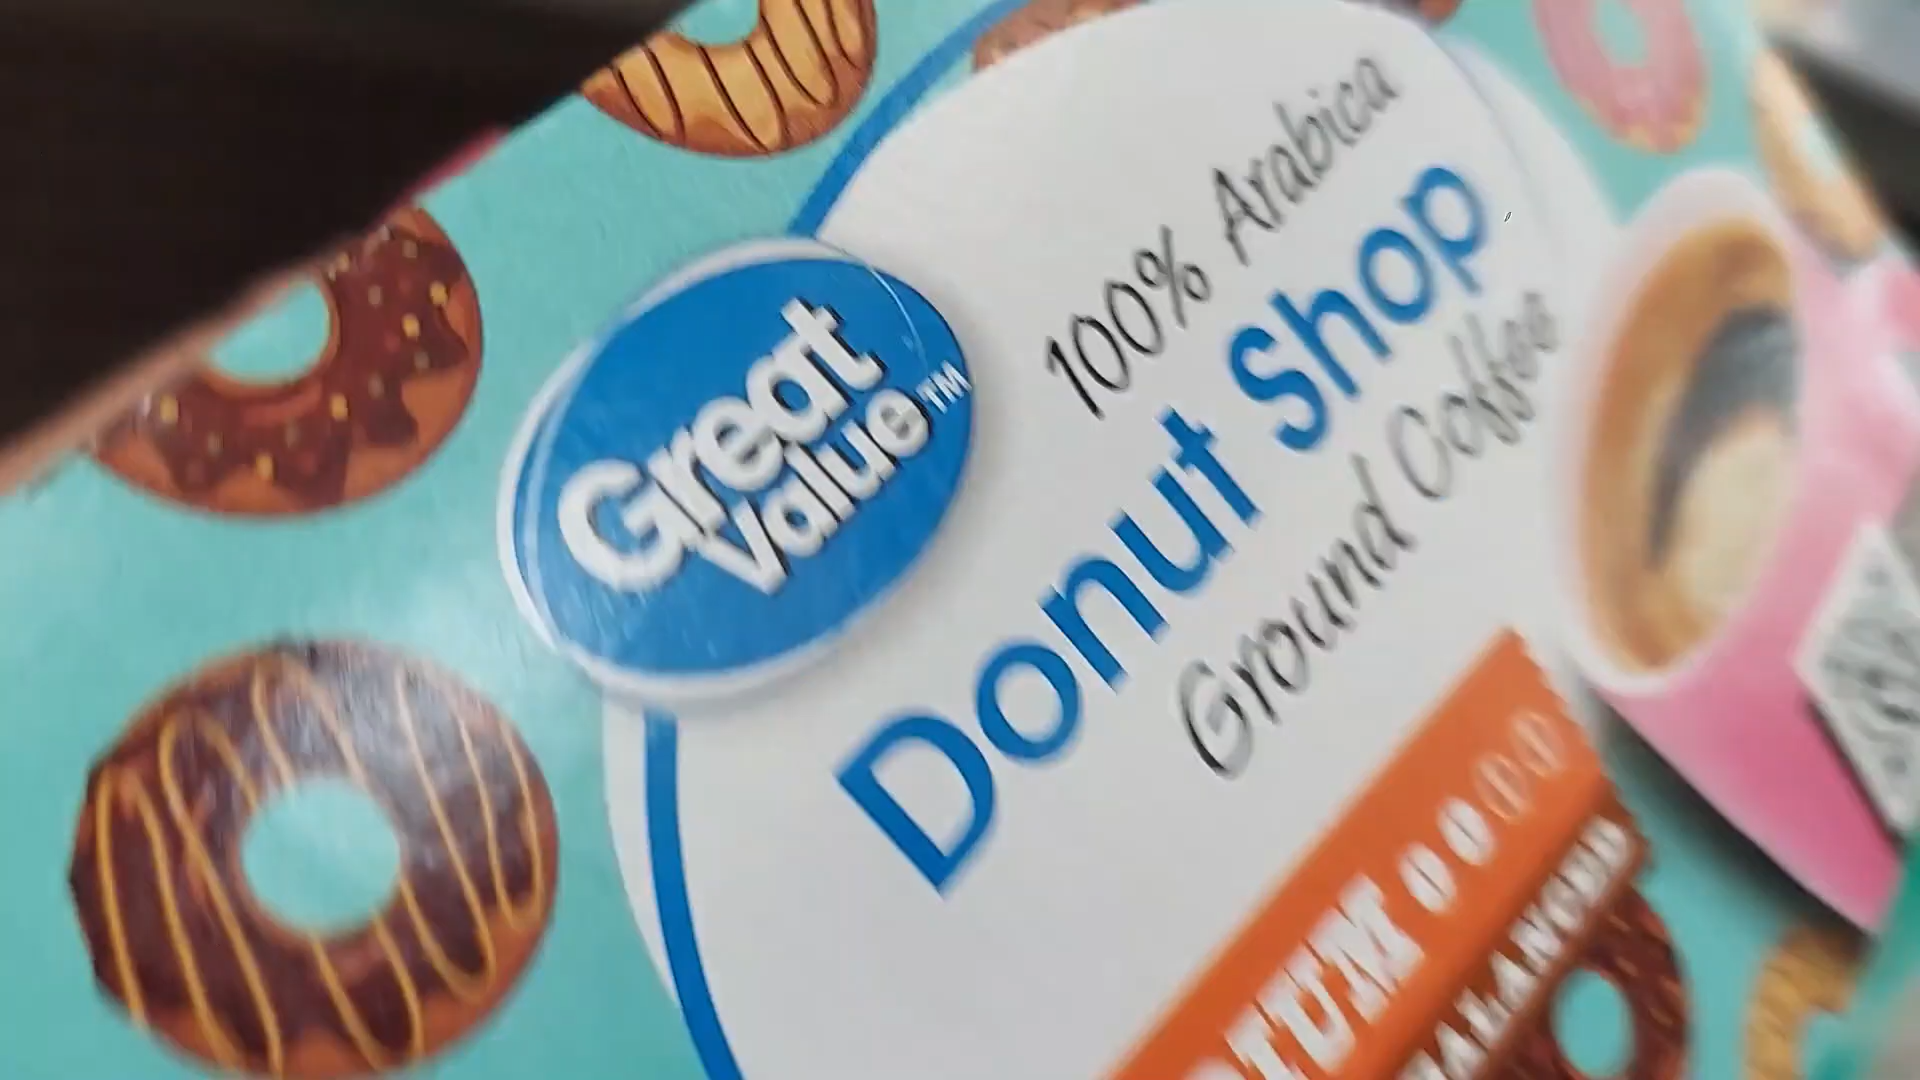 Great
Value™
100% Arabica
Donut Shop
Ground Coffee